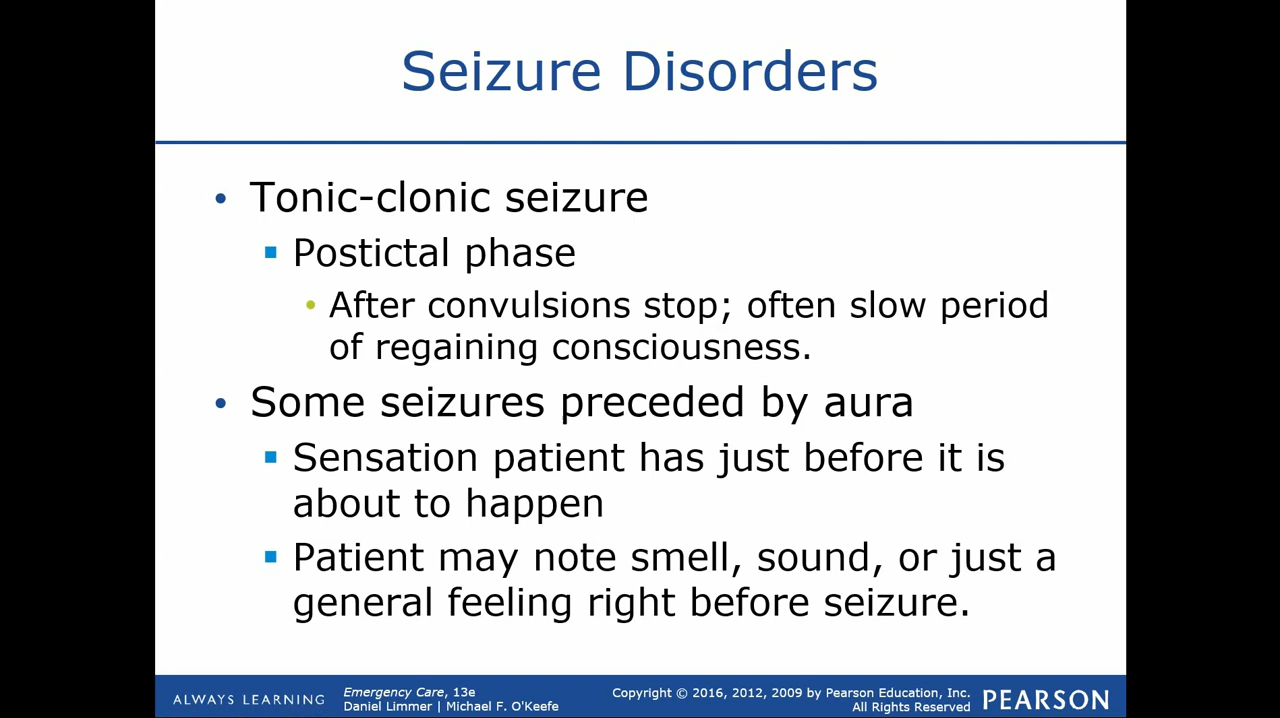 Seizure Disorders
• Tonic-clonic seizure
▪ Postictal phase
• After convulsions stop; often slow period
of regaining consciousness.
• Some seizures preceded by aura
▪ Sensation patient has just before it is
about to happen
▪ Patient may note smell, sound, or just a
general feeling right before seizure.
ALWAYS LEARNING
Emergency Care, 13e
Daniel Limmer | Michael F. O'Keefe
Copyright © 2016, 2012, 2009 by Pearson Education, Inc.
All Rights Reserved
PEARSON